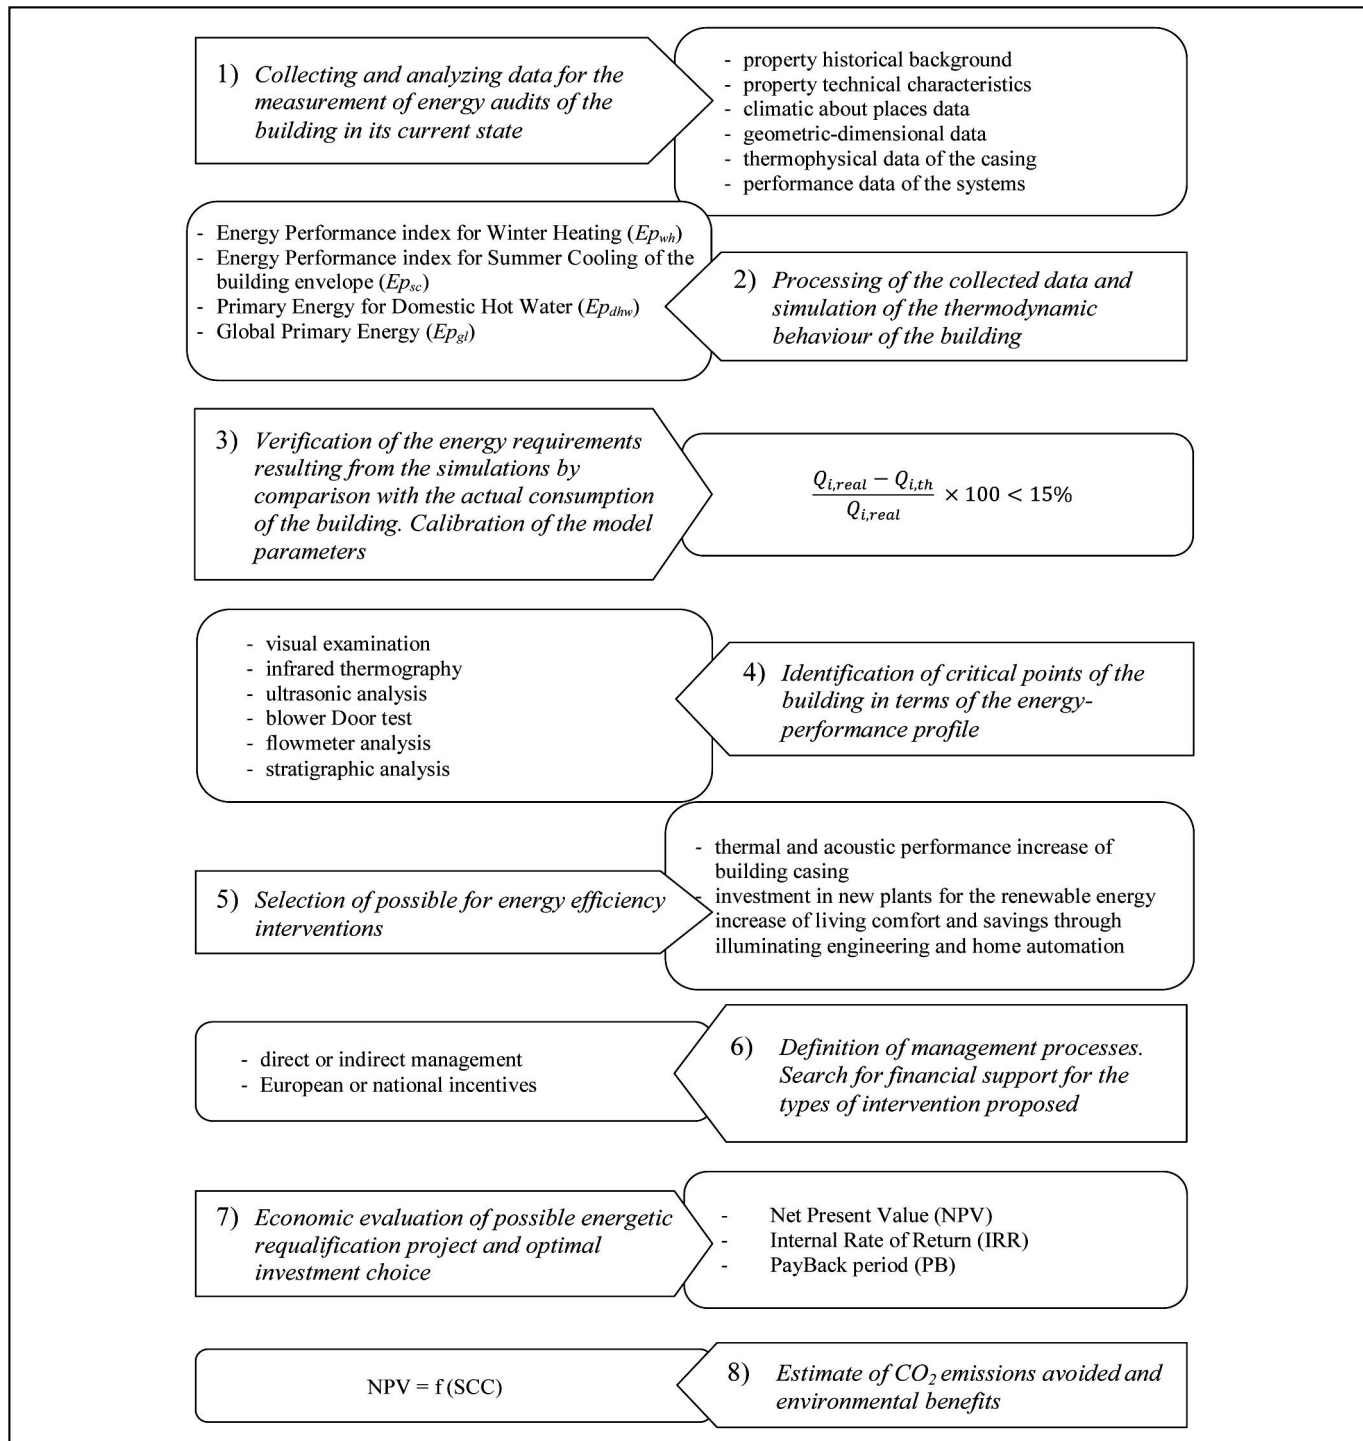 1) Collecting and analyzing data for the
measurement of energy audits of the
building in its current state
- property historical background
- property technical characteristics
- climatic about places data
- geometric-dimensional data
- thermophysical data of the casing
- performance data of the systems
- Energy Performance index for Winter Heating (Ep_wh)
- Energy Performance index for Summer Cooling of the
building envelope (Ep_sc)
- Primary Energy for Domestic Hot Water (Ep_dhw)
- Global Primary Energy (Ep_gl)
2) Processing of the collected data and
simulation of the thermodynamic
behaviour of the building
3) Verification of the energy requirements
resulting from the simulations by
comparison with the actual consumption
of the building. Calibration of the model
parameters
Q_i,real − Q_i,th
Q_i,real
× 100 < 15%
- visual examination
- infrared thermography
- ultrasonic analysis
- blower Door test
- flowmeter analysis
- stratigraphic analysis
4) Identification of critical points of the
building in terms of the energy-
performance profile
5) Selection of possible for energy efficiency
interventions
- thermal and acoustic performance increase of
building casing
- investment in new plants for the renewable energy
increase of living comfort and savings through
illuminating engineering and home automation
- direct or indirect management
- European or national incentives
6) Definition of management processes.
Search for financial support for the
types of intervention proposed
7) Economic evaluation of possible energetic
requalification project and optimal
investment choice
- Net Present Value (NPV)
- Internal Rate of Return (IRR)
- PayBack period (PB)
NPV = f (SCC)
8) Estimate of CO₂ emissions avoided and
environmental benefits